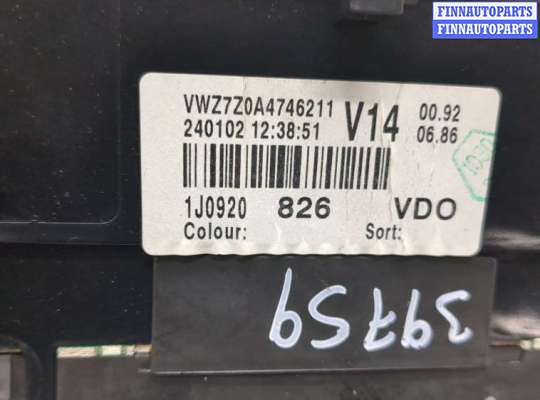 FINNAUTOPARTS
FINNAUTOPARTS
VWZ7Z0A4746211 V14 00.92
240102 12:38:51 06.86
1J0920 826 VDO
Colour: Sort:
39759